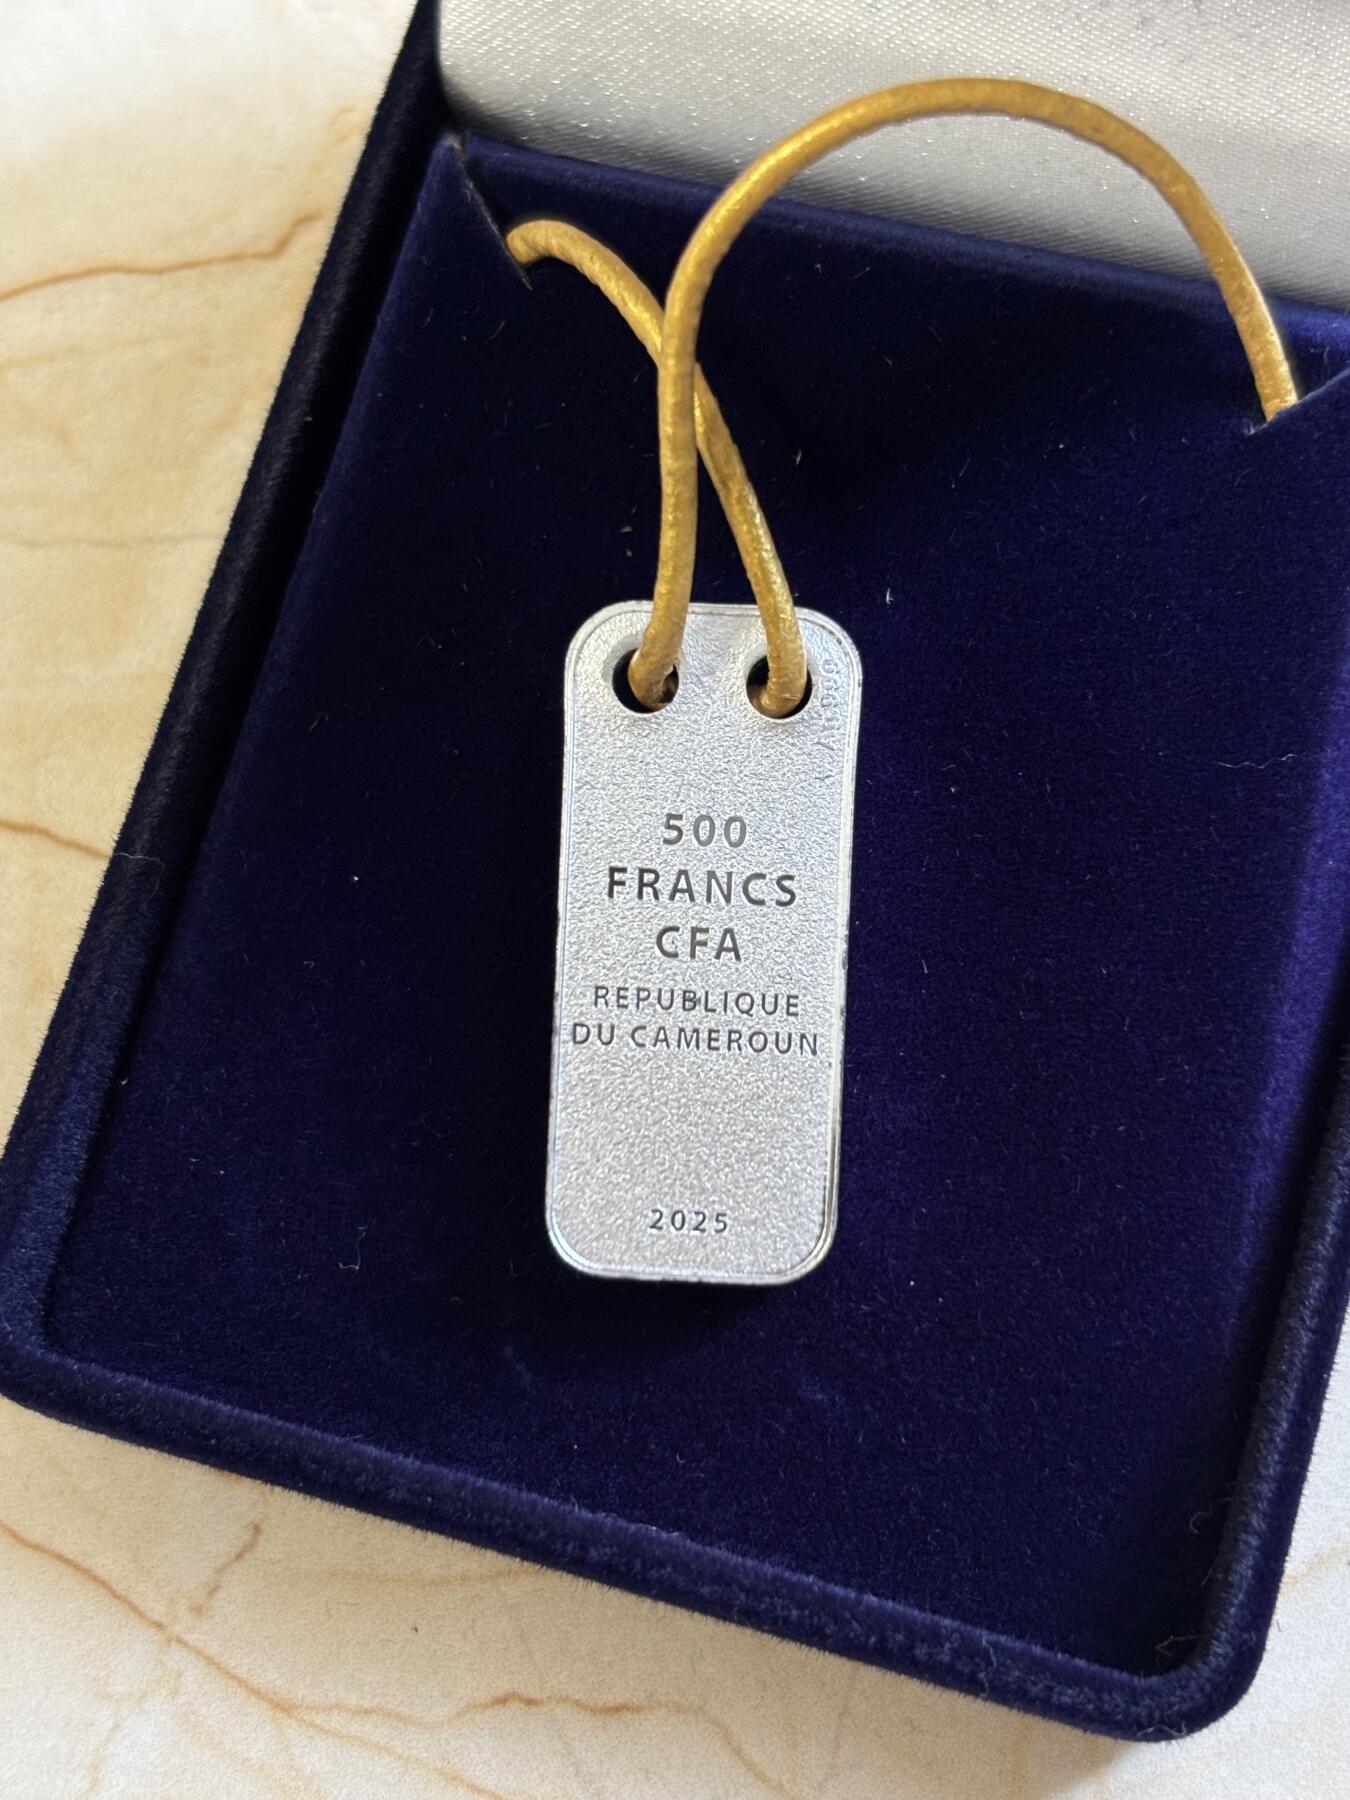 500
FRANCS
CFA
REPUBLIQUE
DU CAMEROUN
2025